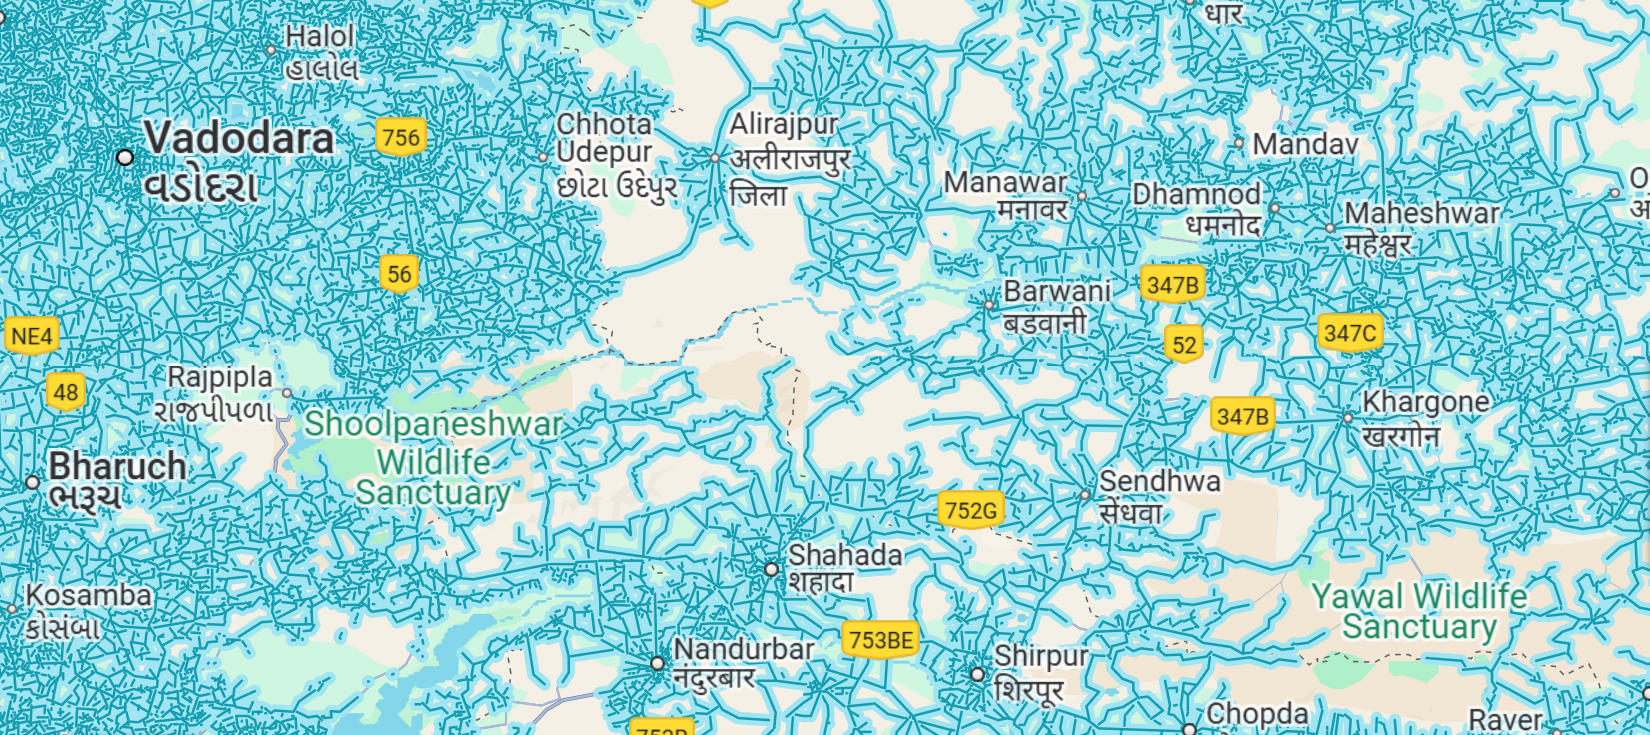 धार
Halol
હાલોલ
Vadodara
વડોદરા
756
Chhota
Udepur
છોટા ઉદેપુર
Alirajpur
अलीराजपुर
जिला
Mandav
Manawar
मनावर
Dhamnod
धमनोद
Maheshwar
महेश्वर
56
347B
Barwani
बडवानी
NE4
52
347C
48
Rajpipla
રાજપીપળા
347B
Khargone
खरगोन
Shoolpaneshwar
Wildlife
Sanctuary
Bharuch
ભરૂચ
Sendhwa
सेंधवा
752G
Shahada
शहादा
Kosamba
કોસંબા
Yawal Wildlife
Sanctuary
753BE
Nandurbar
नंदुरबार
Shirpur
शिरपूर
Chopda
Raver